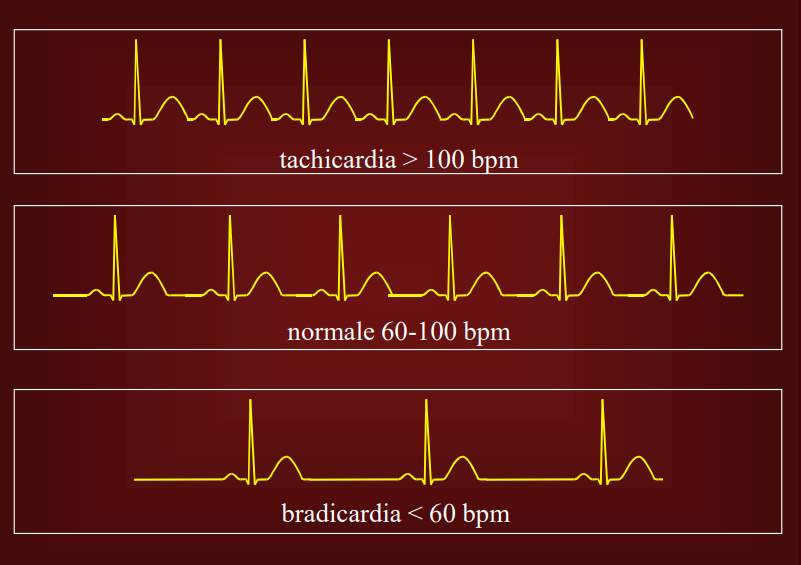 tachicardia > 100 bpm
normale 60-100 bpm
bradicardia < 60 bpm